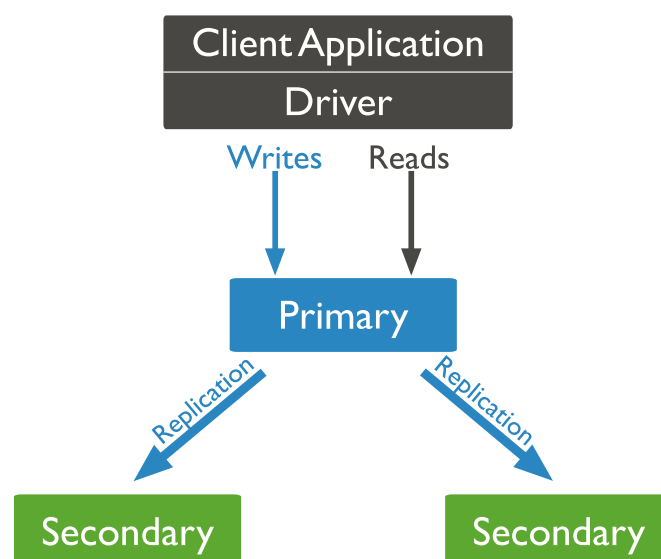 Client Application
Driver
Writes
Reads
Primary
Replication
Replication
Secondary
Secondary